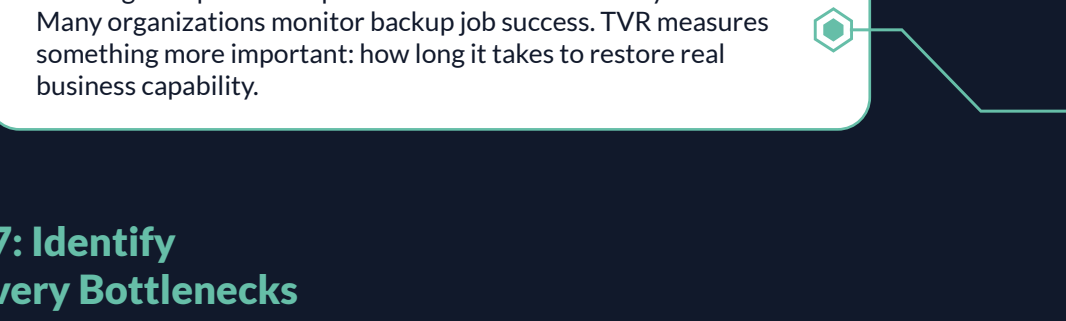 Many organizations monitor backup job success. TVR measures
something more important: how long it takes to restore real
business capability.
7: Identify
very Bottlenecks